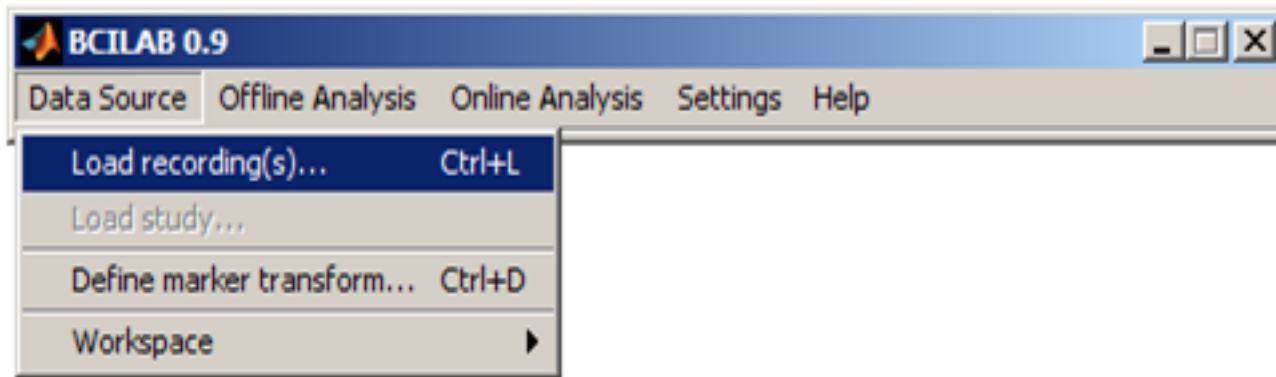 BCILAB 0.9
Data Source Offline Analysis Online Analysis Settings Help
Load recording(s)... Ctrl+L
Load study...
Define marker transform... Ctrl+D
Workspace